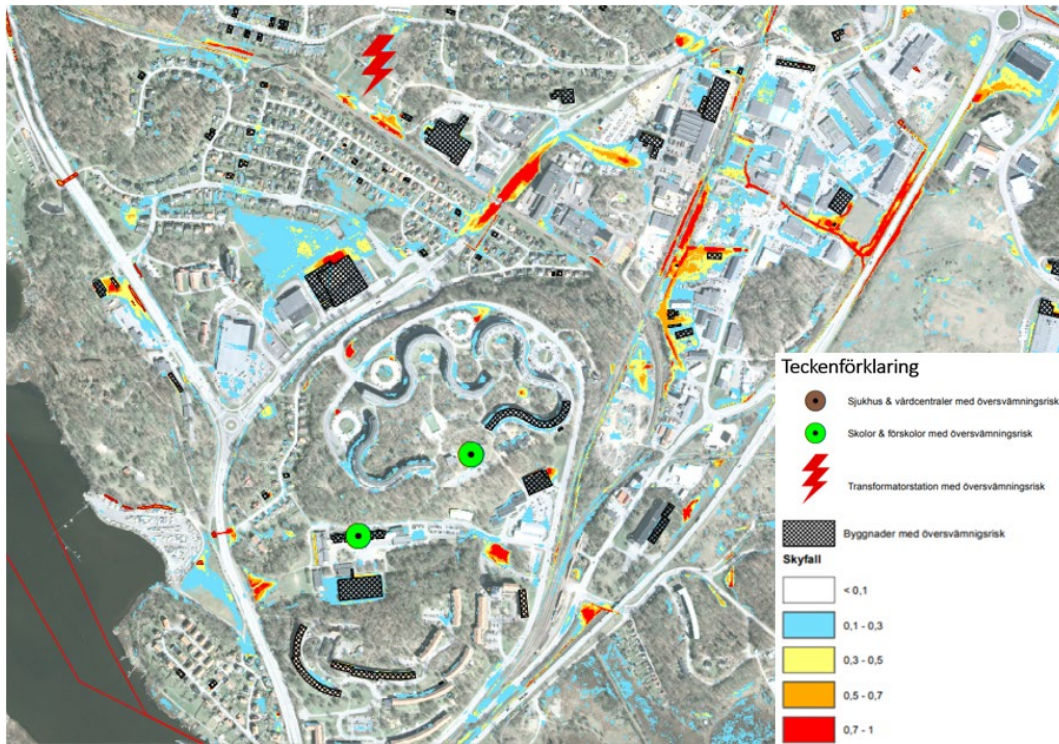 Teckenförklaring
Sjukhus & vårdcentraler med översvämningsrisk
Skolor & förskolor med översvämningsrisk
Transformatorstation med översvämningsrisk
Byggnader med översvämnigsrisk
Skyfall
< 0,1
0,1 - 0,3
0,3 - 0,5
0,5 - 0,7
0,7 - 1